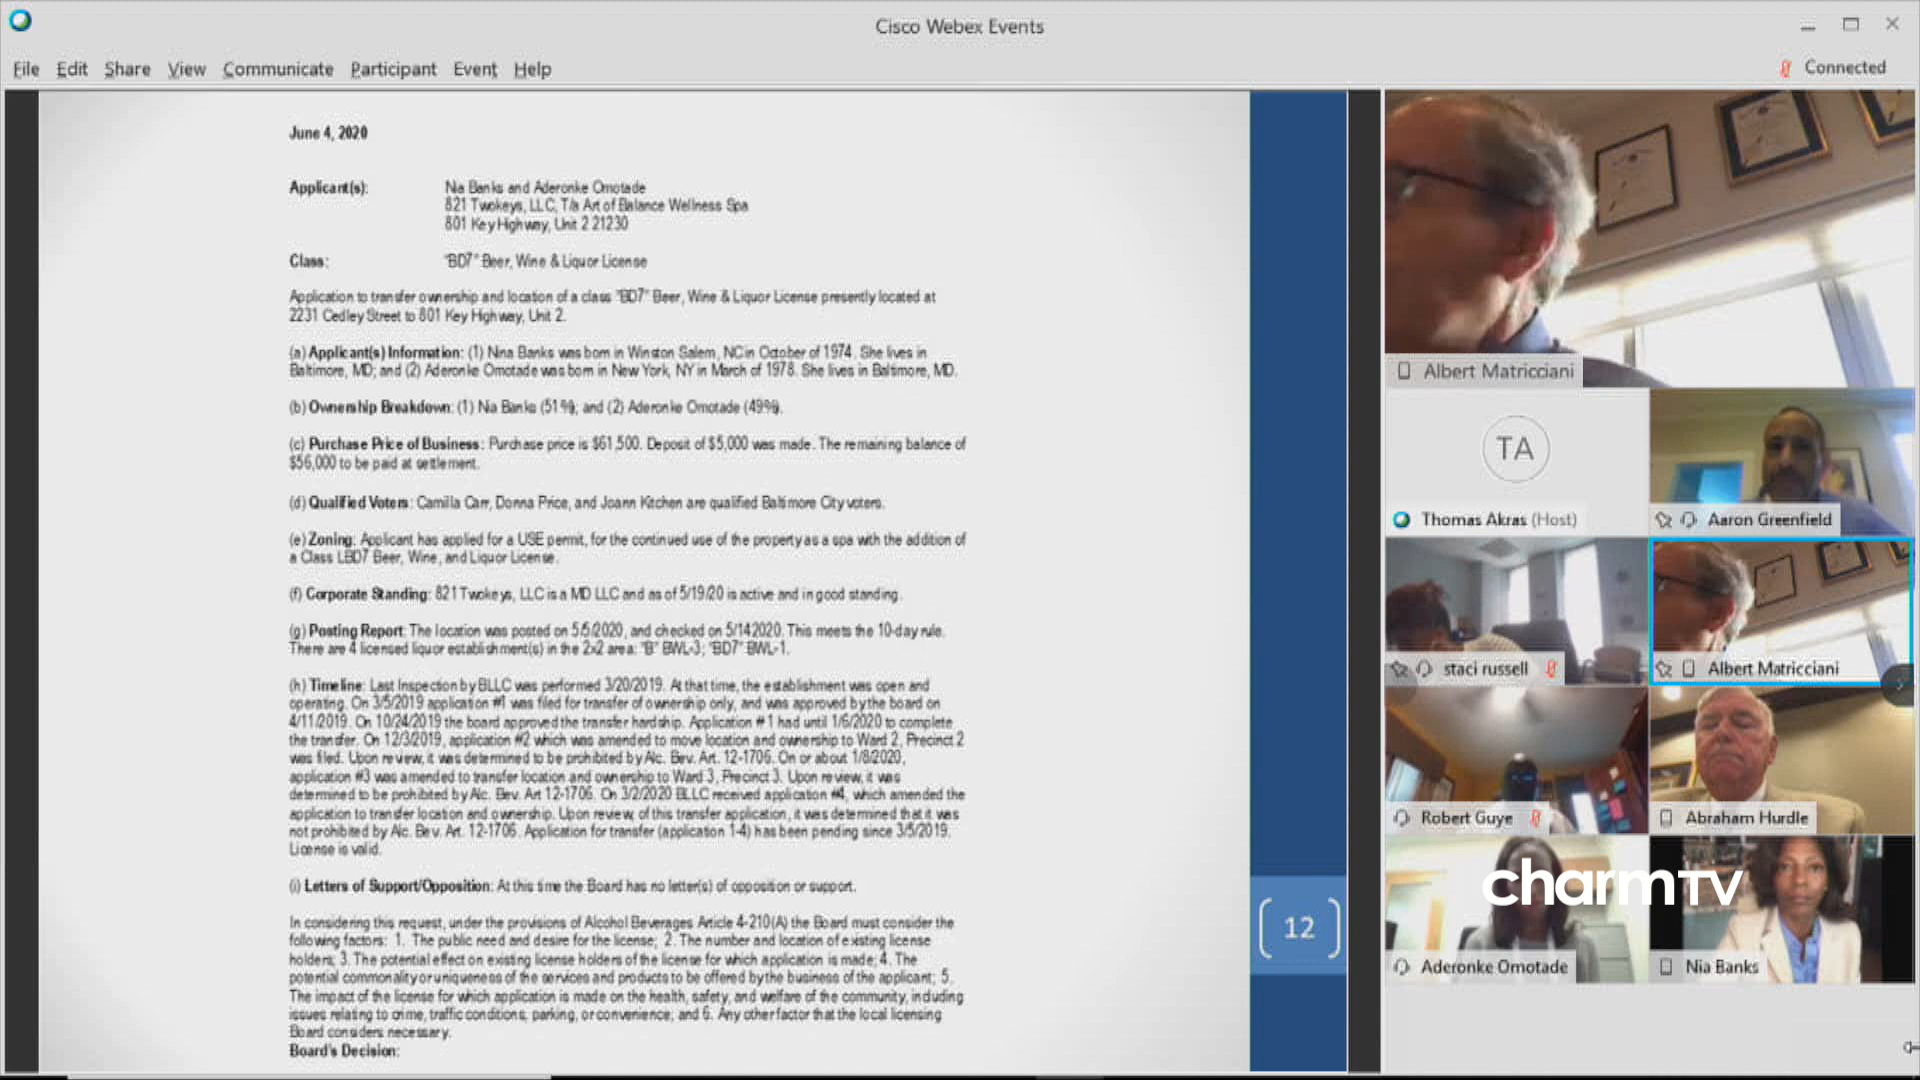 Cisco Webex Events
File Edit Share View Communicate Participant Event Help
Connected
June 4, 2020
Applicant(s): Nia Banks and Aderonke Omotade
821 Twokeys, LLC, T/a Art of Balance Wellness Spa
801 Key Highway, Unit 2 21230
Class: "BD7" Beer, Wine & Liquor License
Application to transfer ownership and location of a class "BD7" Beer, Wine & Liquor License presently located at
2231 Cedley Street to 801 Key Highway, Unit 2.
(a) Applicant(s) Information: (1) Nina Banks was born in Winston Salem, NC in October of 1974. She lives in
Baltimore, MD; and (2) Aderonke Omotade was born in New York, NY in March of 1978. She lives in Baltimore, MD.
(b) Ownership Breakdown: (1) Nia Banks (51%); and (2) Aderonke Omotade (49%).
(c) Purchase Price of Business: Purchase price is $61,500. Deposit of $5,000 was made. The remaining balance of
$56,000 to be paid at settlement.
(d) Qualified Voters: Camilla Carr, Donna Price, and Joann Kitchen are qualified Baltimore City voters.
(e) Zoning: Applicant has applied for a USE permit, for the continued use of the property as a spa with the addition of
a Class LBD7 Beer, Wine, and Liquor License.
(f) Corporate Standing: 821 Twokeys, LLC is a MD LLC and as of 5/19/20 is active and in good standing.
(g) Posting Report: The location was posted on 5/5/2020, and checked on 5/14/2020. This meets the 10-day rule.
There are 4 licensed liquor establishment(s) in the 2x2 area: "B" BWL-3; "BD7" BWL-1.
(h) Timeline: Last Inspection by BLLC was performed 3/20/2019. At that time, the establishment was open and
operating. On 3/5/2019 application #1 was filed for transfer of ownership only, and was approved by the board on
4/11/2019. On 10/24/2019 the board approved the transfer hardship. Application #1 had until 1/6/2020 to complete
the transfer. On 12/3/2019, application #2 which was amended to move location and ownership to Ward 2, Precinct 2
was filed. Upon review, it was determined to be prohibited by Alc. Bev. Art. 12-1706. On or about 1/8/2020,
application #3 was amended to transfer location and ownership to Ward 3, Precinct 3. Upon review, it was
determined to be prohibited by Alc. Bev. Art 12-1706. On 3/2/2020 BLLC received application #4, which amended the
application to transfer location and ownership. Upon review, of this transfer application, it was determined that it was
not prohibited by Alc. Bev. Art. 12-1706. Application for transfer (application 1-4) has been pending since 3/5/2019.
License is valid.
(i) Letters of Support/Opposition: At this time the Board has no letter(s) of opposition or support.
In considering this request, under the provisions of Alcohol Beverages Article 4-210(A) the Board must consider the
following factors: 1. The public need and desire for the license; 2. The number and location of existing license
holders; 3. The potential effect on existing license holders of the license for which application is made; 4. The
potential commonality or uniqueness of the services and products to be offered by the business of the applicant; 5.
The impact of the license for which application is made on the health, safety, and welfare of the community, including
issues relating to crime, traffic conditions, parking, or convenience; and 6. Any other factor that the local licensing
Board considers necessary.
Board's Decision:
12
Albert Matricciani
TA
Thomas Akras (Host)
Aaron Greenfield
staci russell
Albert Matricciani
Robert Guye
Abraham Hurdle
charmTV
Aderonke Omotade
Nia Banks